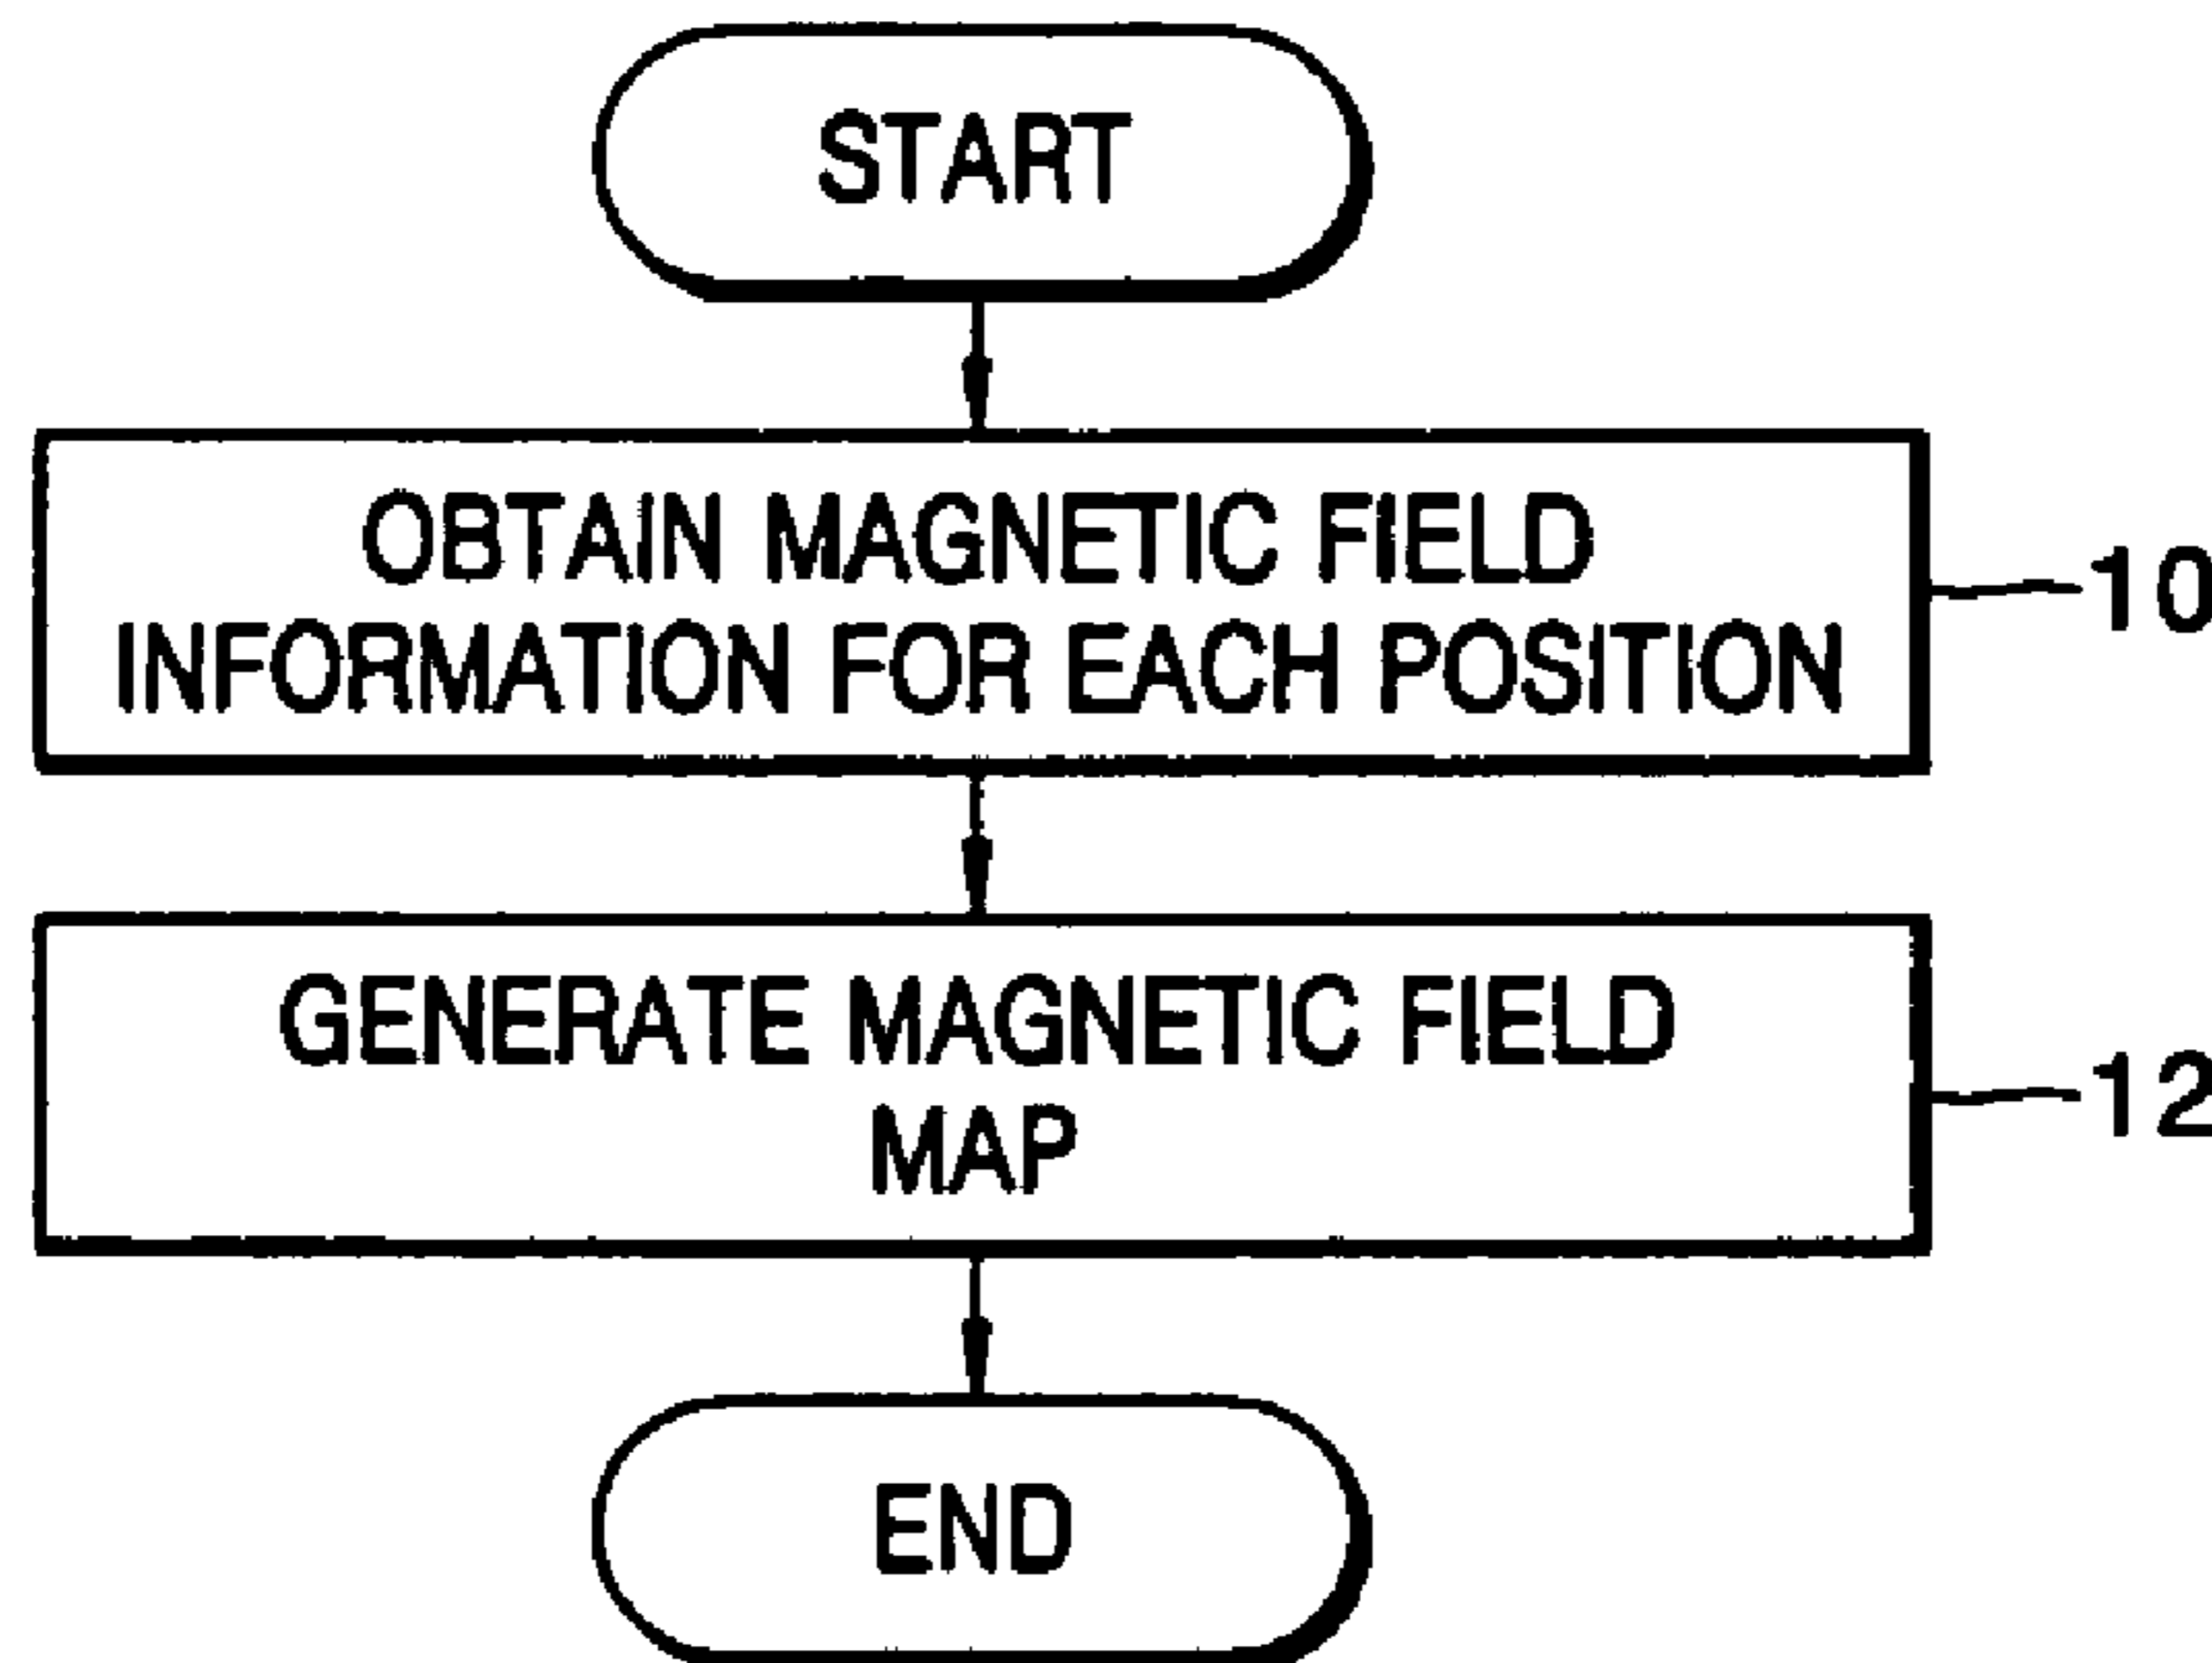 START
OBTAIN MAGNETIC FIELD
INFORMATION FOR EACH POSITION
10
GENERATE MAGNETIC FIELD
MAP
12
END